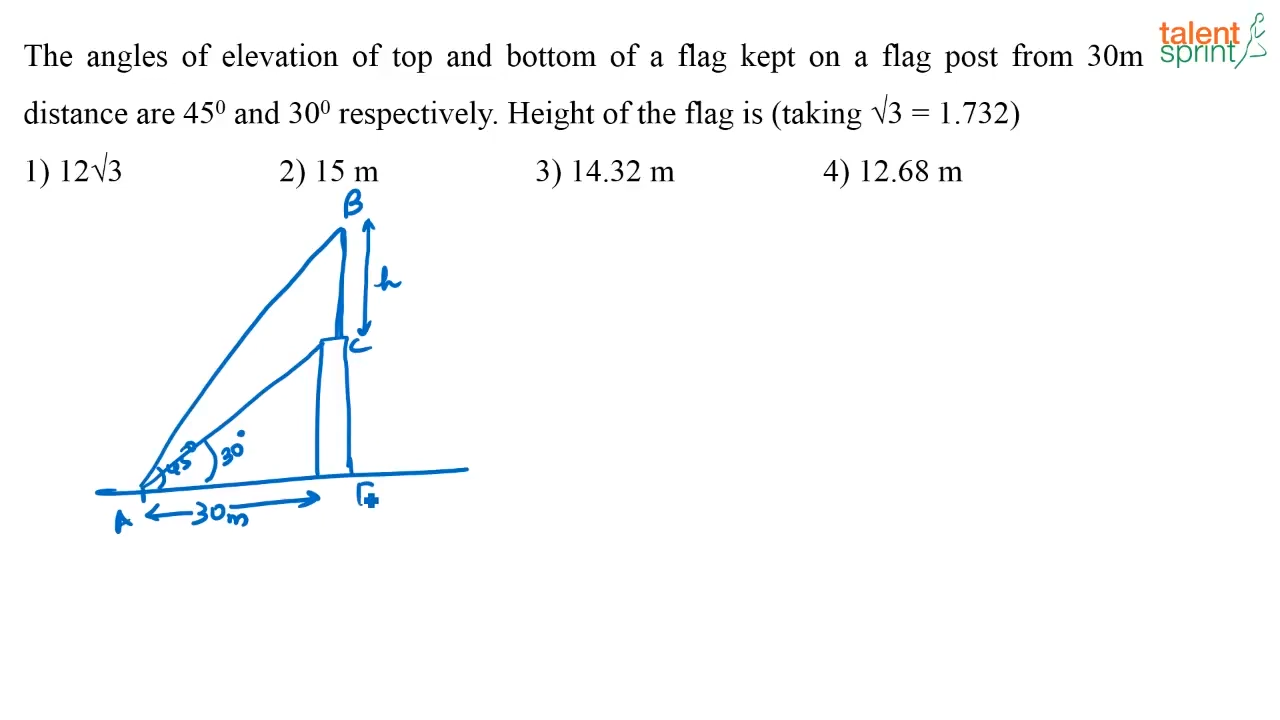 The angles of elevation of top and bottom of a flag kept on a flag post from 30m
distance are 45⁰ and 30⁰ respectively. Height of the flag is (taking √3 = 1.732)
1) 12√3 2) 15 m 3) 14.32 m 4) 12.68 m
talent
sprint
B
h
C
45°
30°
A
30m